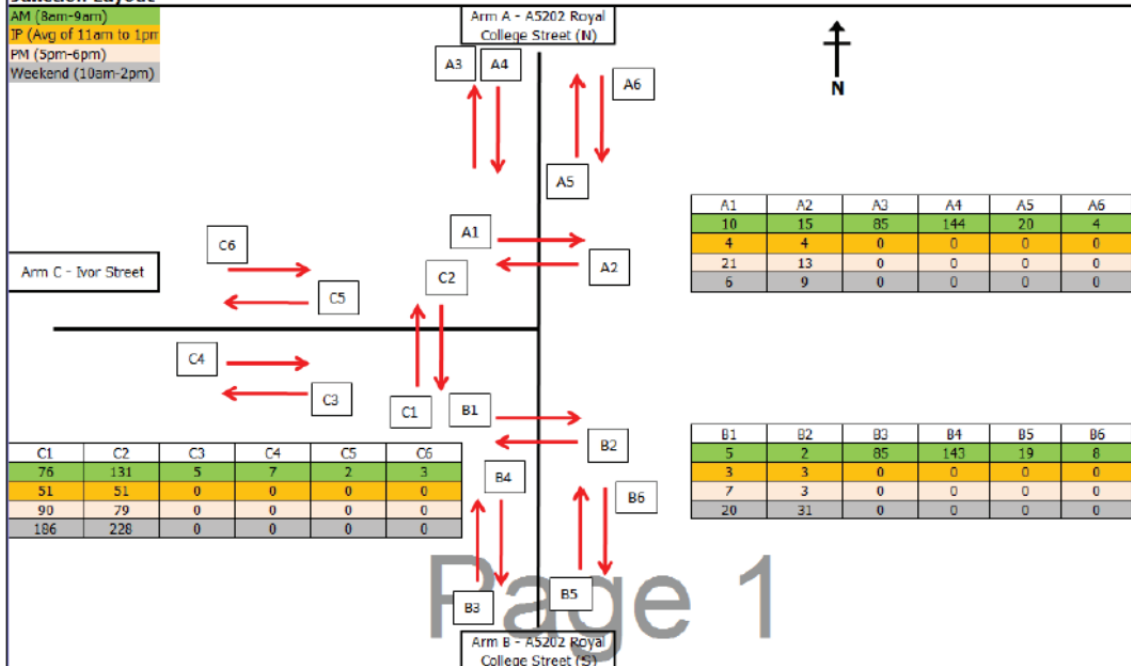 Junction Layout
AM (8am-9am)
IP (Avg of 11am to 1pm
PM (5pm-6pm)
Weekend (10am-2pm)
Arm A - A5202 Royal
College Street (N)
N
A3 A4
A6
A5
A1 A2 A3 A4 A5 A6
10 15 85 144 20 4
4 4 0 0 0 0
21 13 0 0 0 0
6 9 0 0 0 0
A1
C6
A2
Arm C - Ivor Street
C2
C5
C4
C3
C1
B1
B2
B1 B2 B3 B4 B5 B6
5 2 85 143 19 8
3 3 0 0 0 0
7 3 0 0 0 0
20 31 0 0 0 0
C1 C2 C3 C4 C5 C6
76 131 5 7 2 3
51 51 0 0 0 0
90 79 0 0 0 0
186 228 0 0 0 0
B4
B6
Page 1
B3
B5
Arm B - A5202 Royal
College Street (S)